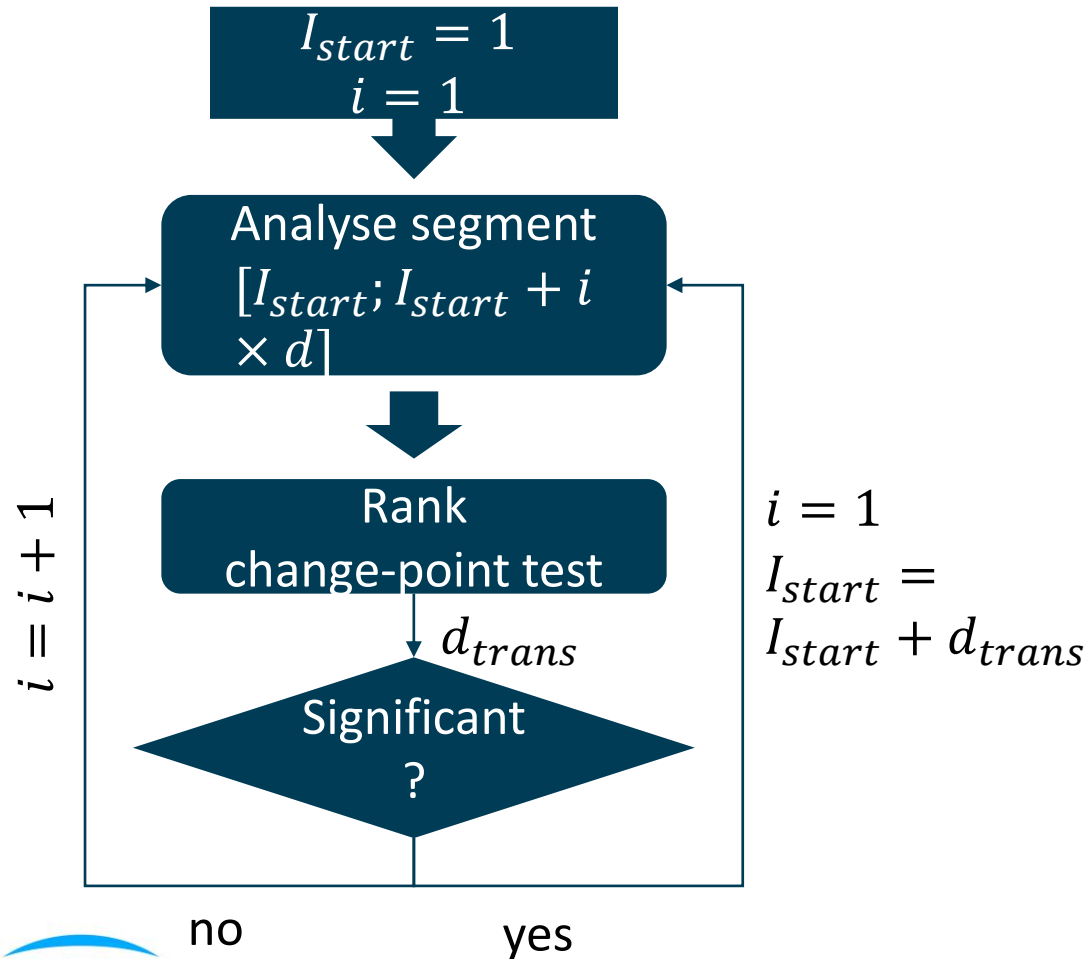 I_start = 1
i = 1
Analyse segment
[I_start; I_start + i
× d]
Rank
change-point test
d_trans
Significant
?
i = i + 1
i = 1
I_start =
I_start + d_trans
no
yes